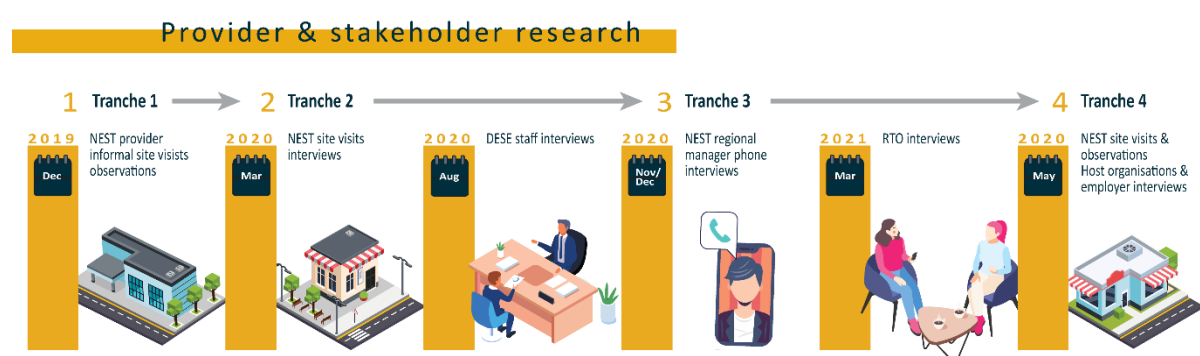 Provider & stakeholder research
1 Tranche 1
2 Tranche 2
3 Tranche 3
4 Tranche 4
2019
Dec
NEST provider
informal site visists
observations
2020
Mar
NEST site visits
interviews
2020
Aug
DESE staff interviews
2020
Nov/
Dec
NEST regional
manager phone
interviews
2021
Mar
RTO interviews
2020
May
NEST site visits &
observations
Host organisations &
employer interviews